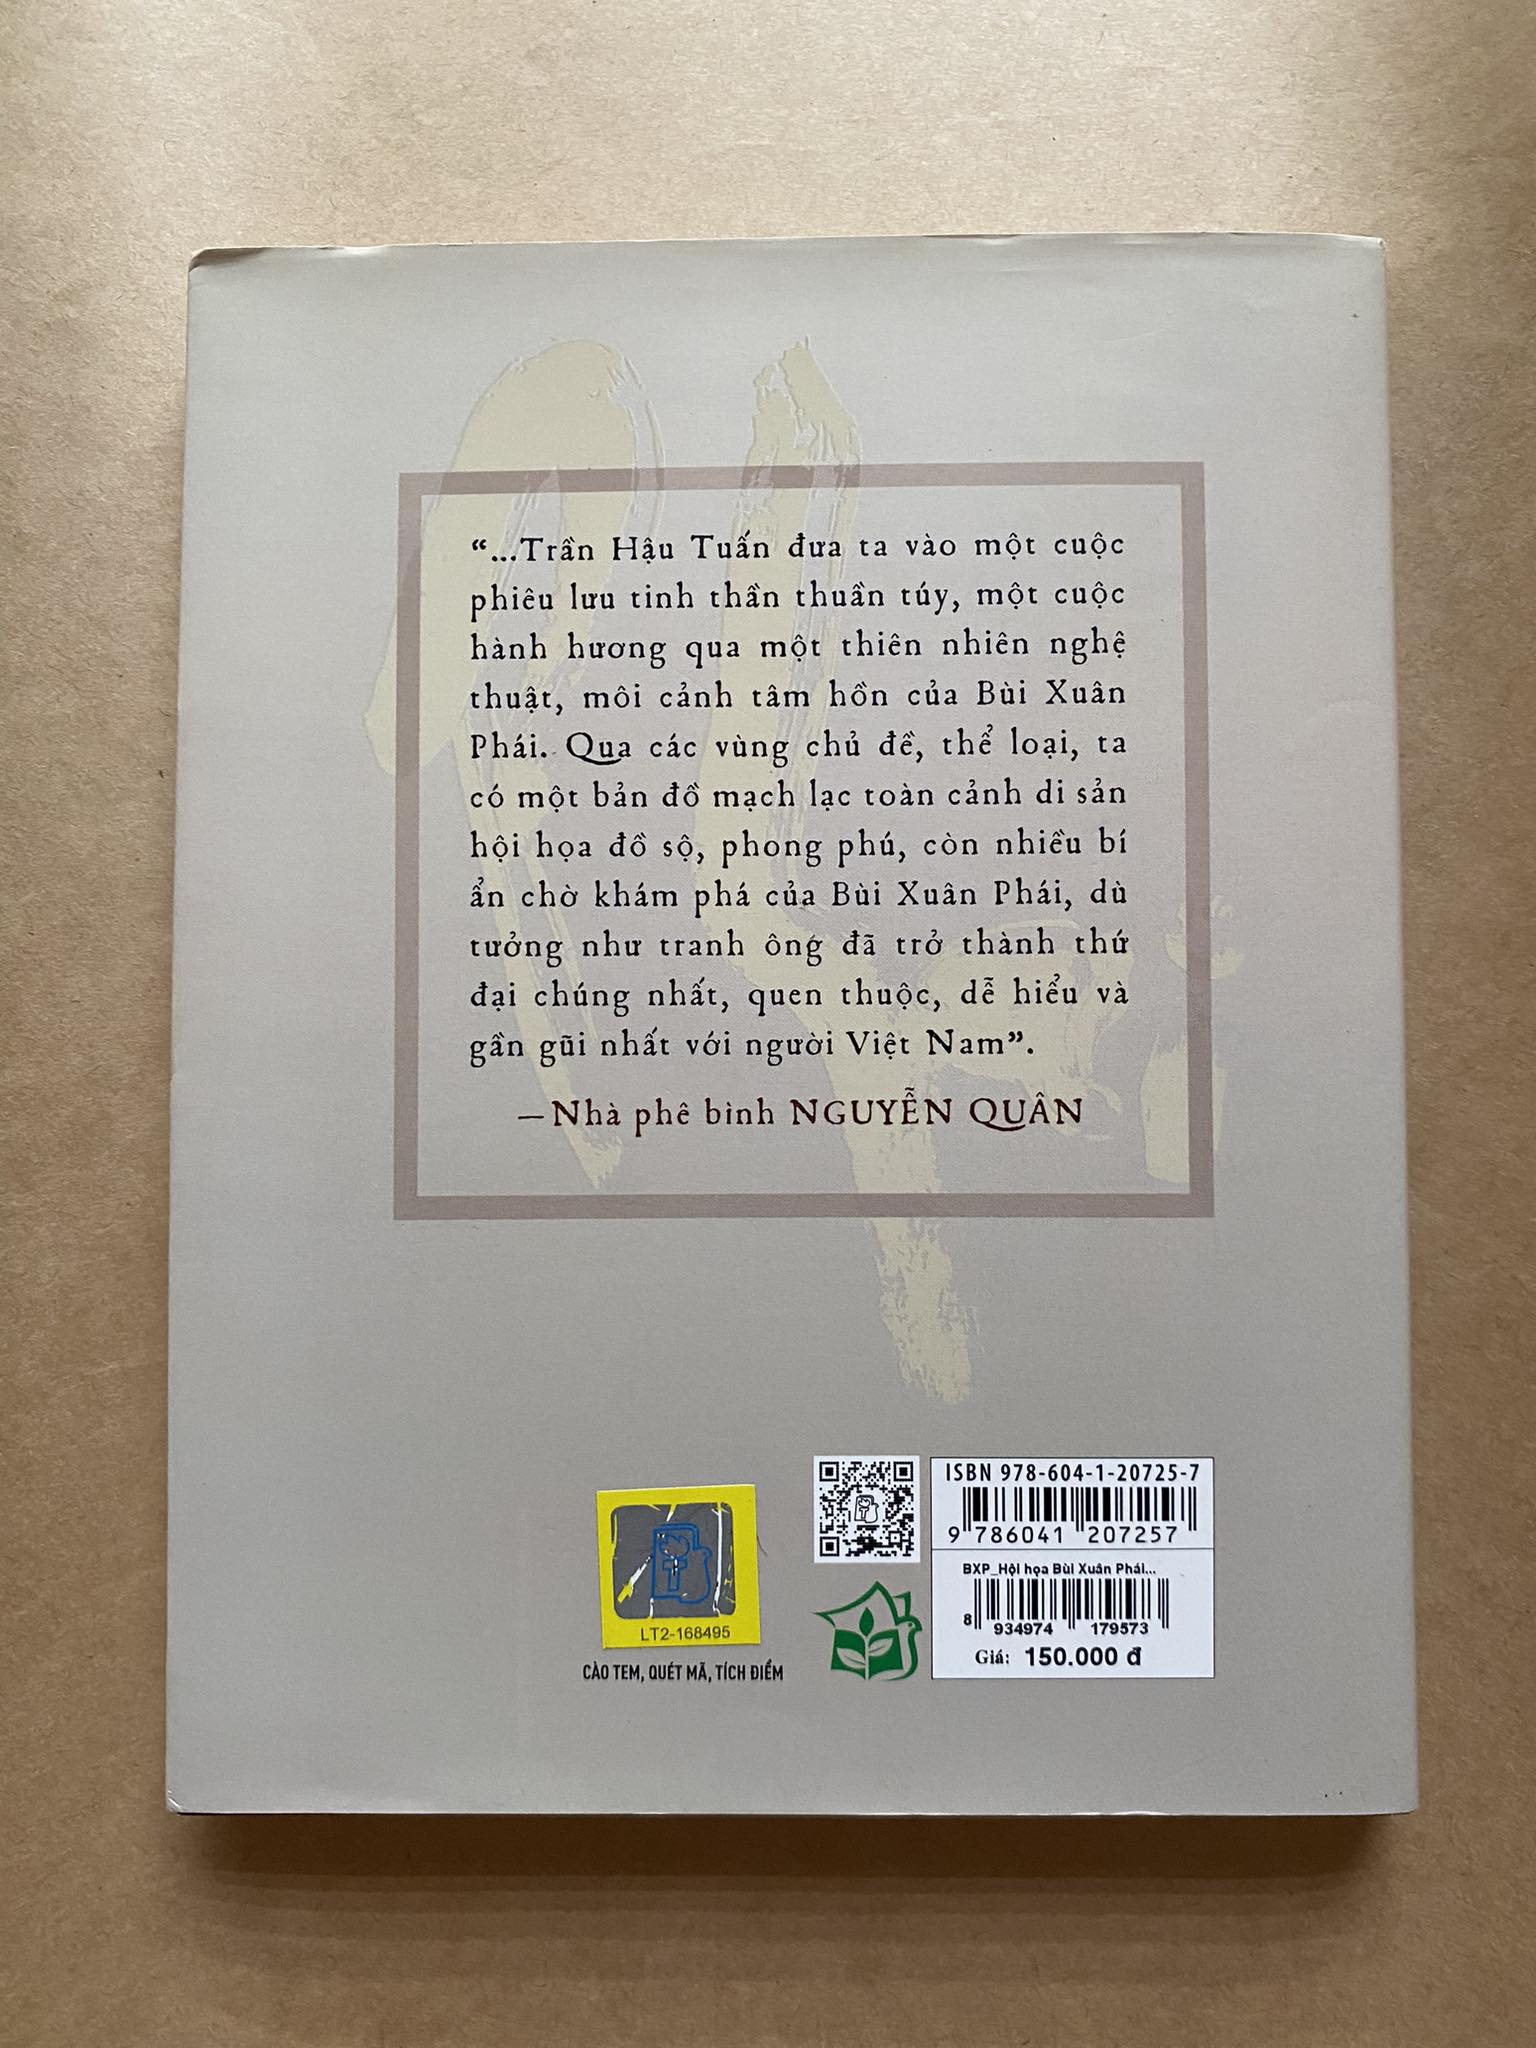 “...Trần Hậu Tuấn đưa ta vào một cuộc
phiêu lưu tinh thần thuần túy, một cuộc
hành hương qua một thiên nhiên nghệ
thuật, môi cảnh tâm hồn của Bùi Xuân
Phái. Qua các vùng chủ đề, thể loại, ta
có một bản đồ mạch lạc toàn cảnh di sản
hội họa đồ sộ, phong phú, còn nhiều bí
ẩn chờ khám phá của Bùi Xuân Phái, dù
tưởng như tranh ông đã trở thành thứ
đại chúng nhất, quen thuộc, dễ hiểu và
gần gũi nhất với người Việt Nam”.
—Nhà phê bình NGUYỄN QUÂN
LT2-168495
CÀO TEM, QUÉT MÃ, TÍCH ĐIỂM
ISBN 978-604-1-20725-7
9 786041 207257
BXP_Hội họa Bùi Xuân Phái...
8 934974 179573
Giá: 150.000 đ